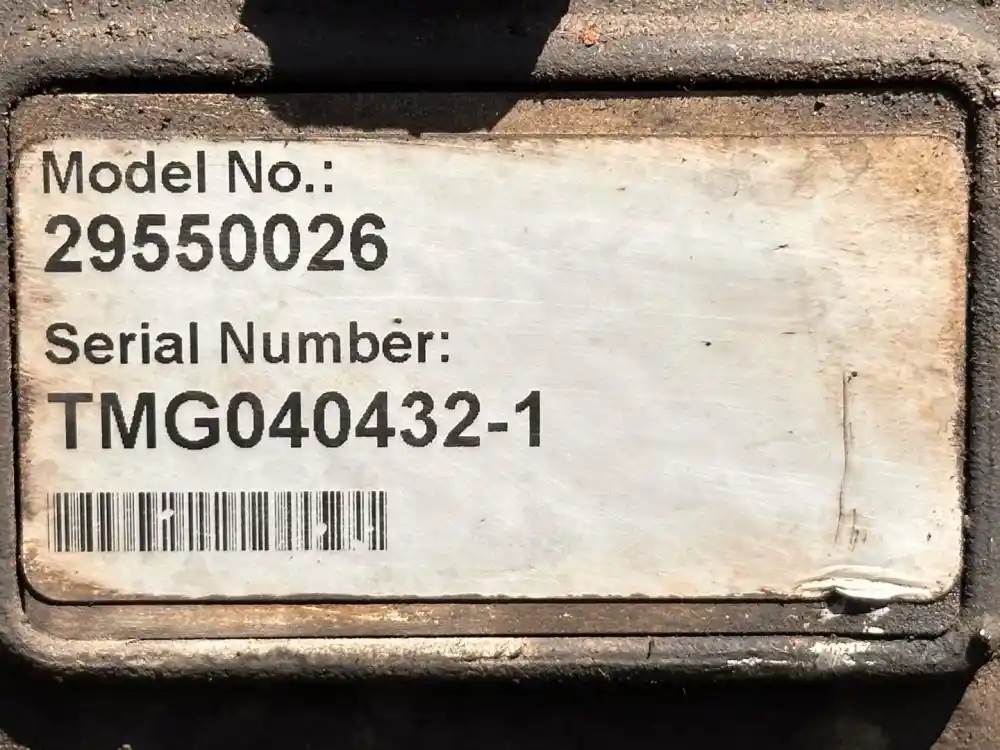 Model No.:
29550026
Serial Number:
TMG040432-1